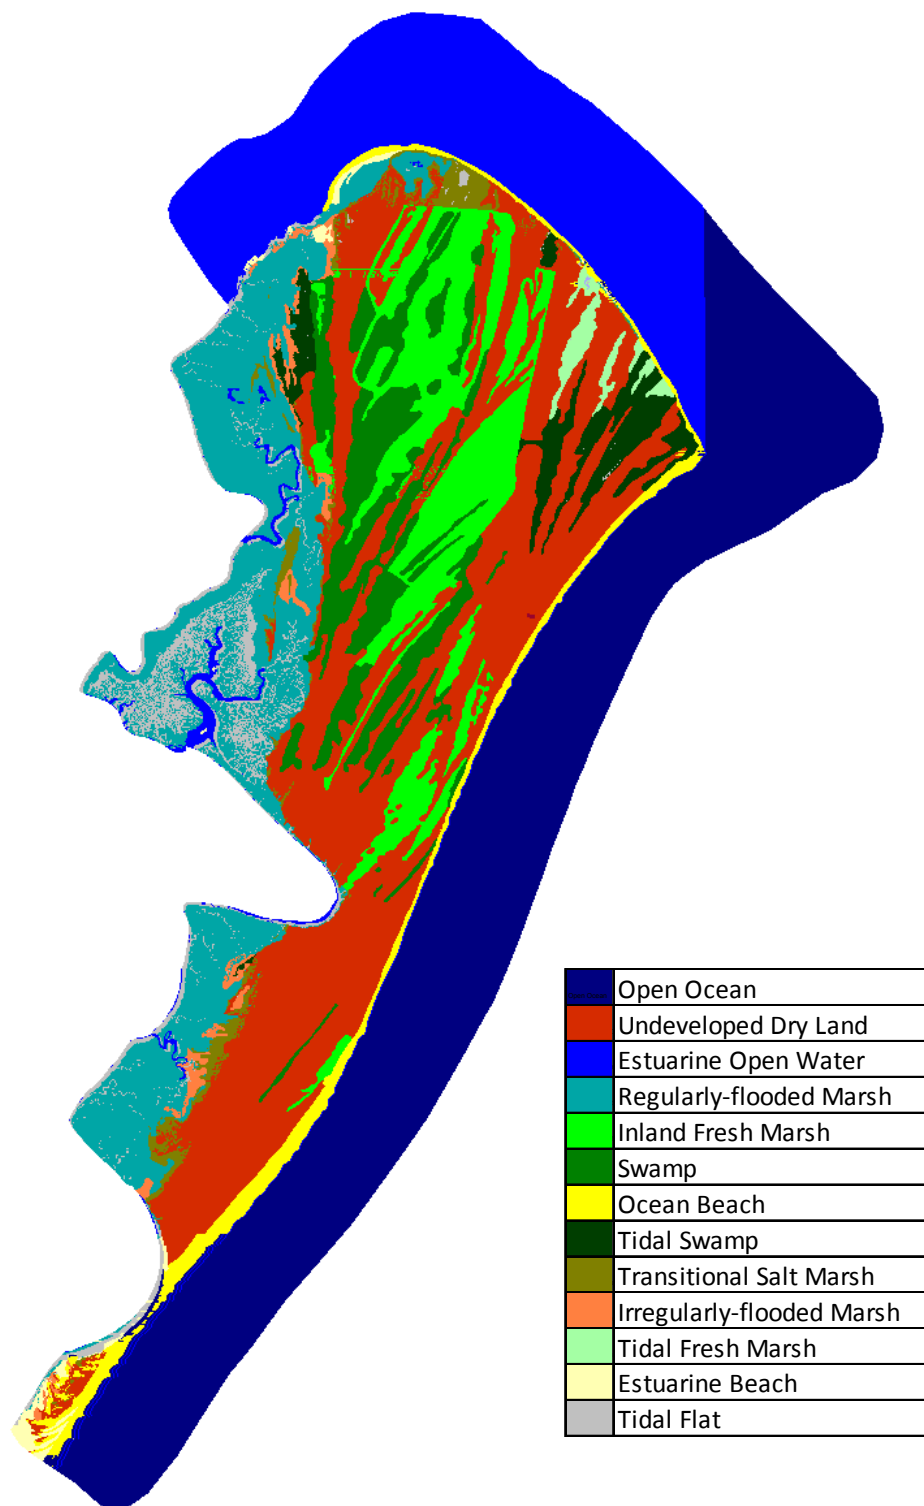 Open Ocean
Undeveloped Dry Land
Estuarine Open Water
Regularly-flooded Marsh
Inland Fresh Marsh
Swamp
Ocean Beach
Tidal Swamp
Transitional Salt Marsh
Irregularly-flooded Marsh
Tidal Fresh Marsh
Estuarine Beach
Tidal Flat